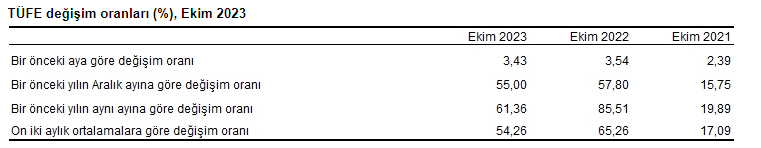 TÜFE değişim oranları (%), Ekim 2023
Ekim 2023 Ekim 2022 Ekim 2021
Bir önceki aya göre değişim oranı 3,43 3,54 2,39
Bir önceki yılın Aralık ayına göre değişim oranı 55,00 57,80 15,75
Bir önceki yılın aynı ayına göre değişim oranı 61,36 85,51 19,89
On iki aylık ortalamalara göre değişim oranı 54,26 65,26 17,09